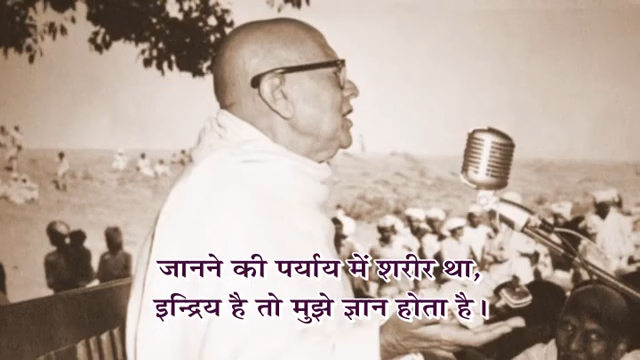 जानने की पर्याय में शरीर था,
इन्द्रिय है तो मुझे ज्ञान होता है।